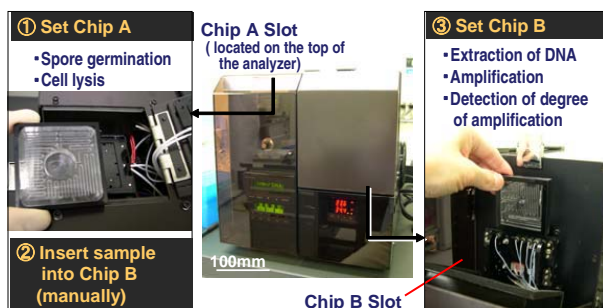 ① Set Chip A
▪Spore germination
▪Cell lysis
② Insert sample
into Chip B
(manually)
Chip A Slot
( located on the top of
the analyzer)
100mm
Chip B Slot
③ Set Chip B
▪Extraction of DNA
▪Amplification
▪Detection of degree
of amplification